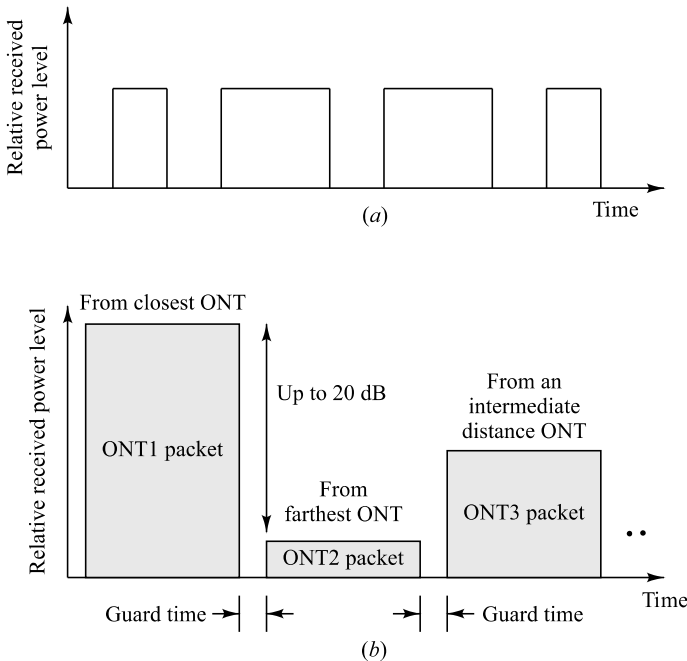 Relative received
power level
Time
(a)
From closest ONT
Relative received power level
Up to 20 dB
From an
intermediate
distance ONT
ONT1 packet
From
farthest ONT
ONT3 packet
ONT2 packet
Time
Guard time
Guard time
(b)